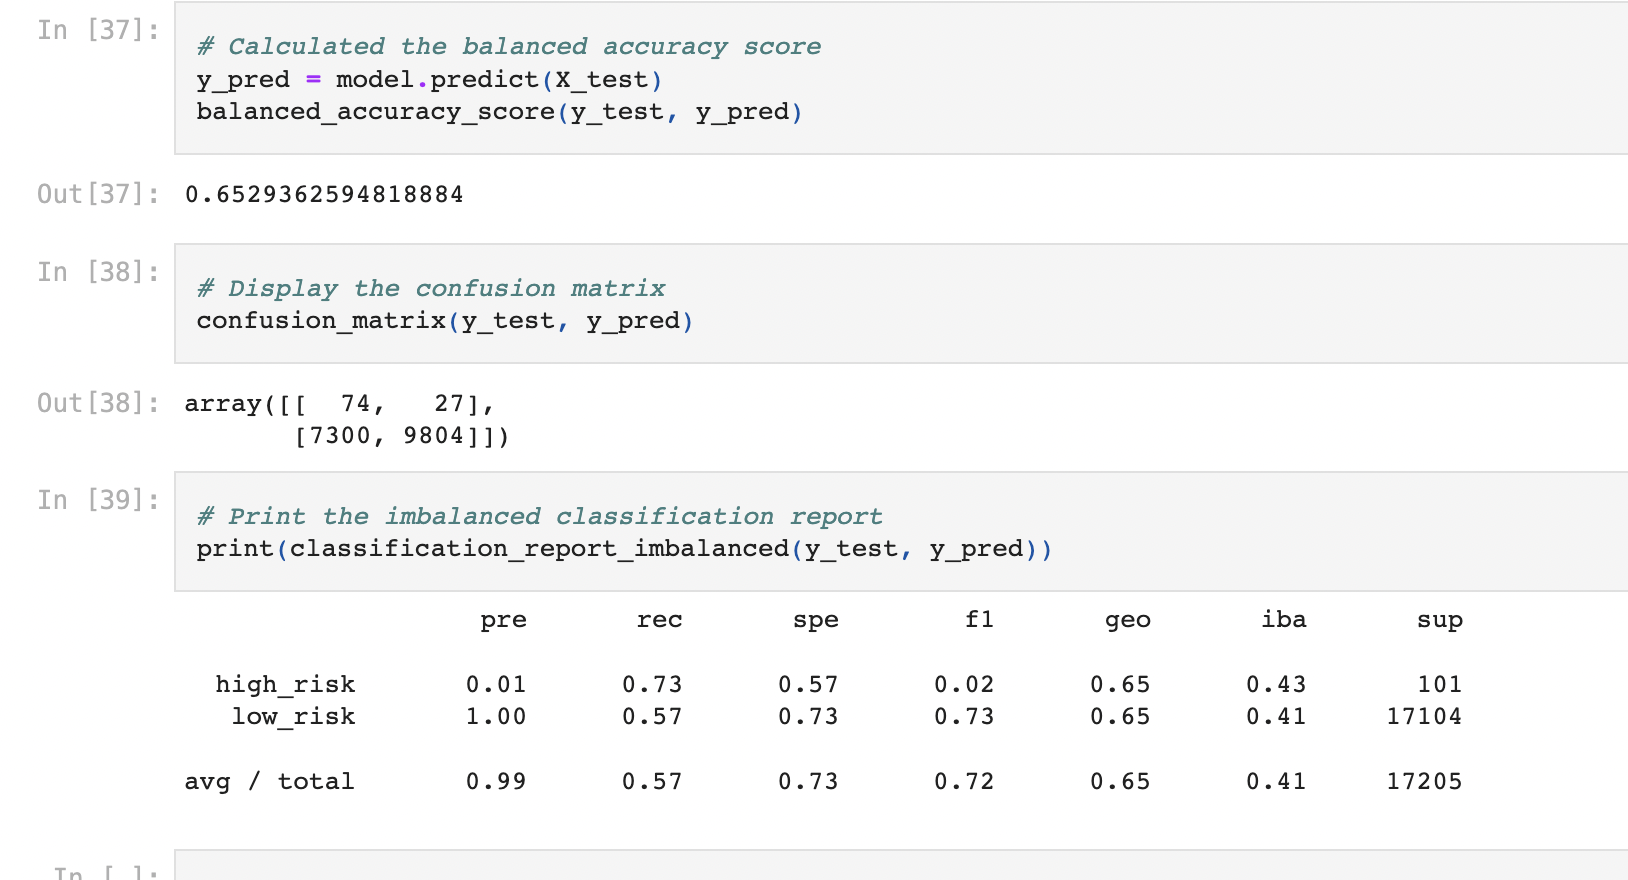 In [37]:
# Calculated the balanced accuracy score
y_pred = model.predict(X_test)
balanced_accuracy_score(y_test, y_pred)
Out[37]: 0.6529362594818884
In [38]:
# Display the confusion matrix
confusion_matrix(y_test, y_pred)
Out[38]: array([[  74,   27],
       [7300, 9804]])
In [39]:
# Print the imbalanced classification report
print(classification_report_imbalanced(y_test, y_pred))
pre rec spe f1 geo iba sup
high_risk 0.01 0.73 0.57 0.02 0.65 0.43 101
low_risk 1.00 0.57 0.73 0.73 0.65 0.41 17104
avg / total 0.99 0.57 0.73 0.72 0.65 0.41 17205
In [ ]: